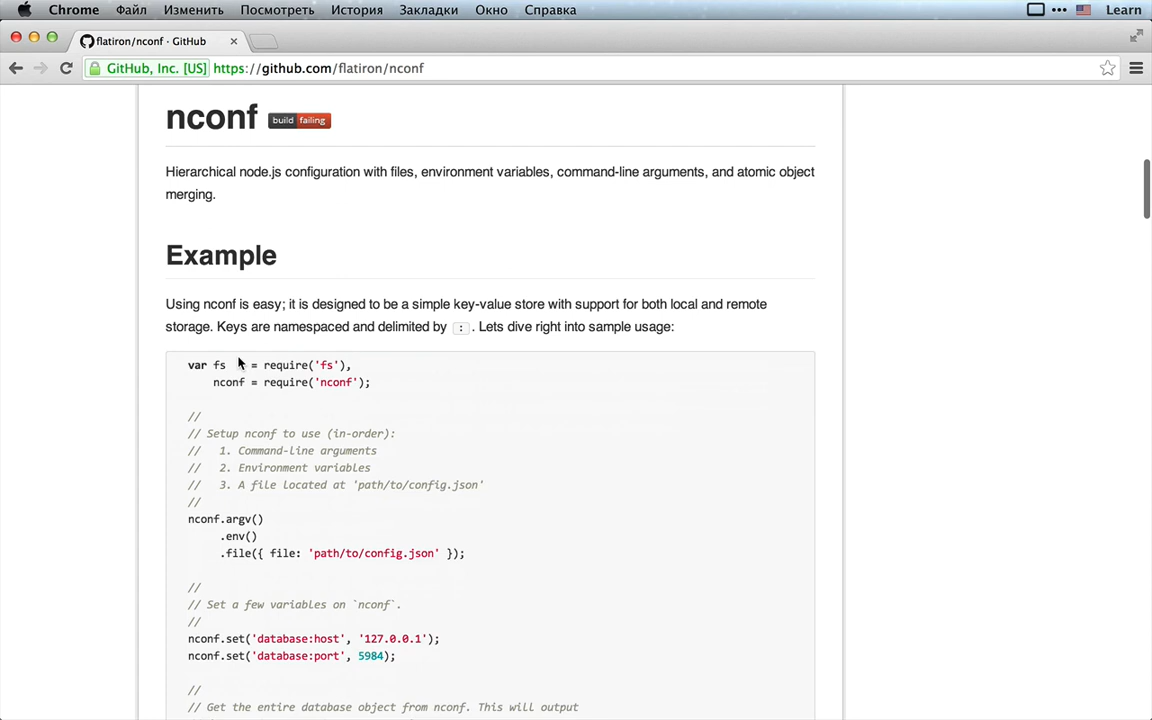 Chrome Файл Изменить Посмотреть История Закладки Окно Справка Learn
flatiron/nconf · GitHub
GitHub, Inc. [US] https://github.com/flatiron/nconf
nconf build failing
Hierarchical node.js configuration with files, environment variables, command-line arguments, and atomic object
merging.
Example
Using nconf is easy; it is designed to be a simple key-value store with support for both local and remote
storage. Keys are namespaced and delimited by : . Lets dive right into sample usage:
var fs    = require('fs'),
    nconf = require('nconf');
//
// Setup nconf to use (in-order):
//   1. Command-line arguments
//   2. Environment variables
//   3. A file located at 'path/to/config.json'
//
nconf.argv()
     .env()
     .file({ file: 'path/to/config.json' });
//
// Set a few variables on `nconf`.
//
nconf.set('database:host', '127.0.0.1');
nconf.set('database:port', 5984);
//
// Get the entire database object from nconf. This will output